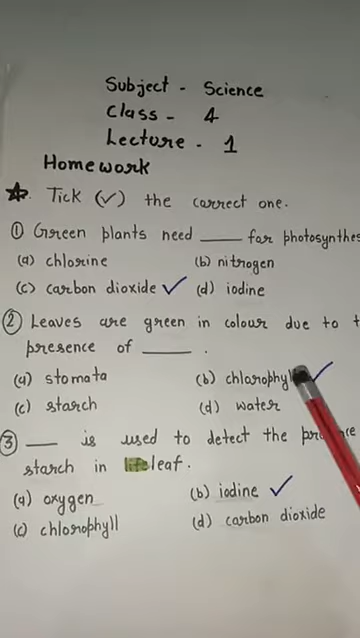 Subject - Science
Class - 4
Lecture - 1
Homework
Tick (✓) the correct one.
① Green plants need ____ for photosynthes
(a) chlorine (b) nitrogen
(c) carbon dioxide ✓ (d) iodine
② Leaves are green in colour due to t
presence of ____ .
(a) stomata (b) chlorophyll ✓
(c) starch (d) water
③ ____ is used to detect the
starch in leaf.
(a) oxygen (b) iodine ✓
(c) chlorophyll (d) carbon dioxide